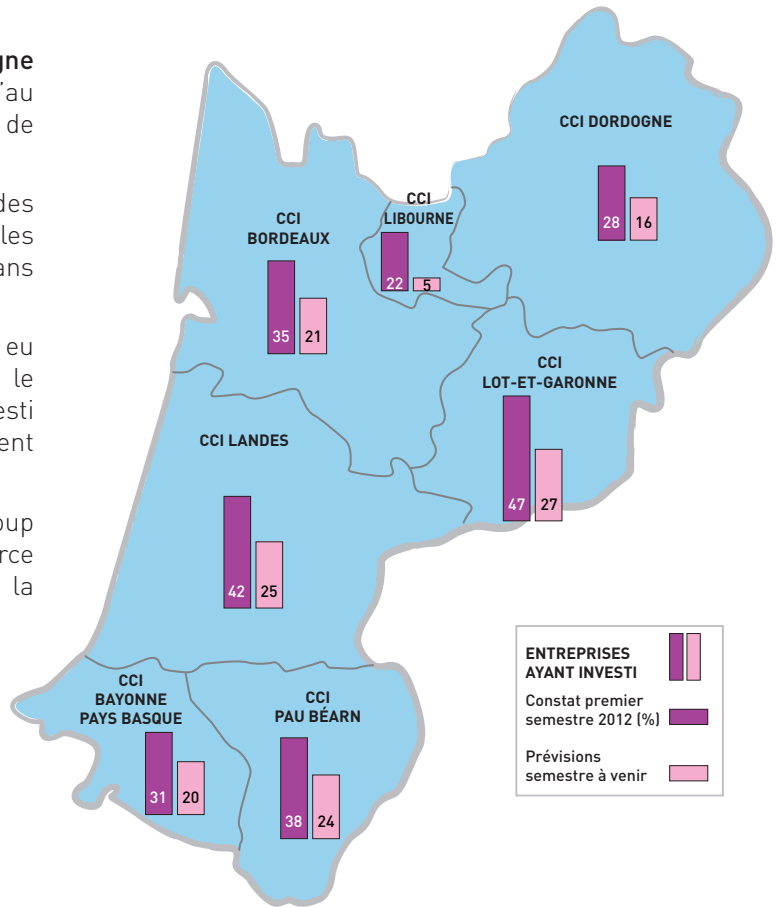 gne
'au
de
des
les
ans
eu
le
esti
ent
oup
rce
la
CCI DORDOGNE
28 16
CCI
LIBOURNE
22 5
CCI
BORDEAUX
35 21
CCI
LOT-ET-GARONNE
47 27
CCI LANDES
42 25
CCI
BAYONNE
PAYS BASQUE
31 20
CCI
PAU BÉARN
38 24
ENTREPRISES
AYANT INVESTI
Constat premier
semestre 2012 (%)
Prévisions
semestre à venir